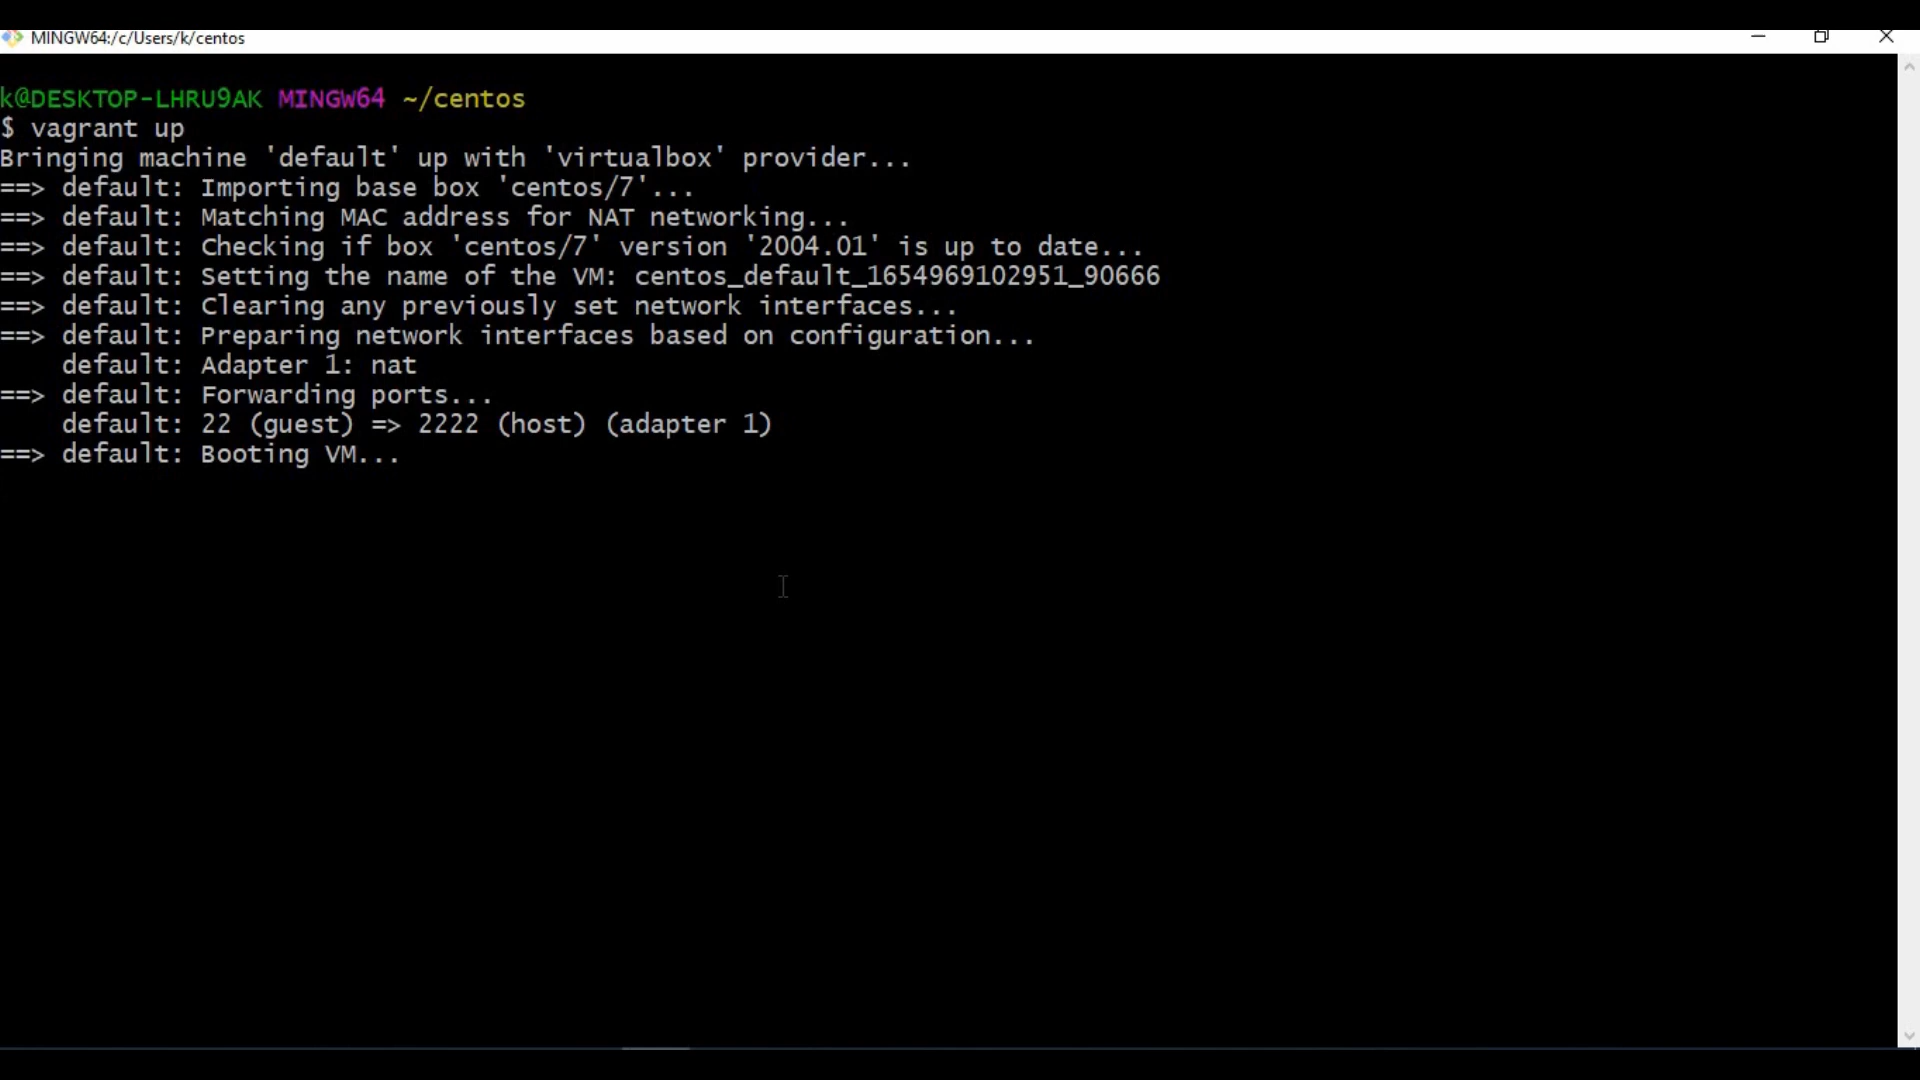 MINGW64:/c/Users/k/centos
k@DESKTOP-LHRU9AK MINGW64 ~/centos
$ vagrant up
Bringing machine 'default' up with 'virtualbox' provider...
==> default: Importing base box 'centos/7'...
==> default: Matching MAC address for NAT networking...
==> default: Checking if box 'centos/7' version '2004.01' is up to date...
==> default: Setting the name of the VM: centos_default_1654969102951_90666
==> default: Clearing any previously set network interfaces...
==> default: Preparing network interfaces based on configuration...
    default: Adapter 1: nat
==> default: Forwarding ports...
    default: 22 (guest) => 2222 (host) (adapter 1)
==> default: Booting VM...